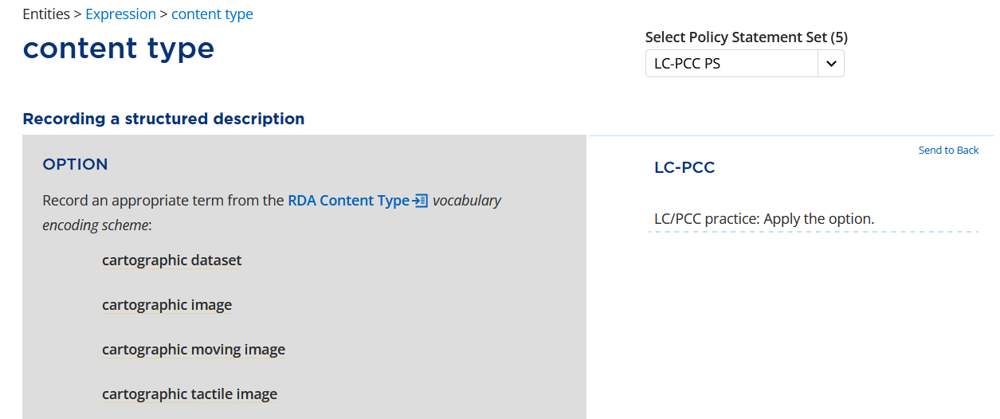 Entities > Expression > content type
content type
Select Policy Statement Set (5)
LC-PCC PS
Recording a structured description
OPTION
Record an appropriate term from the RDA Content Type vocabulary
encoding scheme:
cartographic dataset
cartographic image
cartographic moving image
cartographic tactile image
Send to Back
LC-PCC
LC/PCC practice: Apply the option.